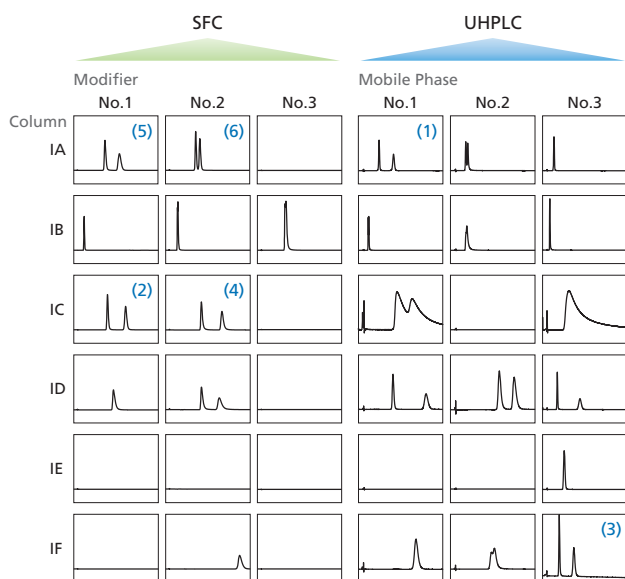 SFC UHPLC
Modifier Mobile Phase
No.1 No.2 No.3 No.1 No.2 No.3
Column
IA (5) (6) (1)
IB
IC (2) (4)
ID
IE
IF (3)